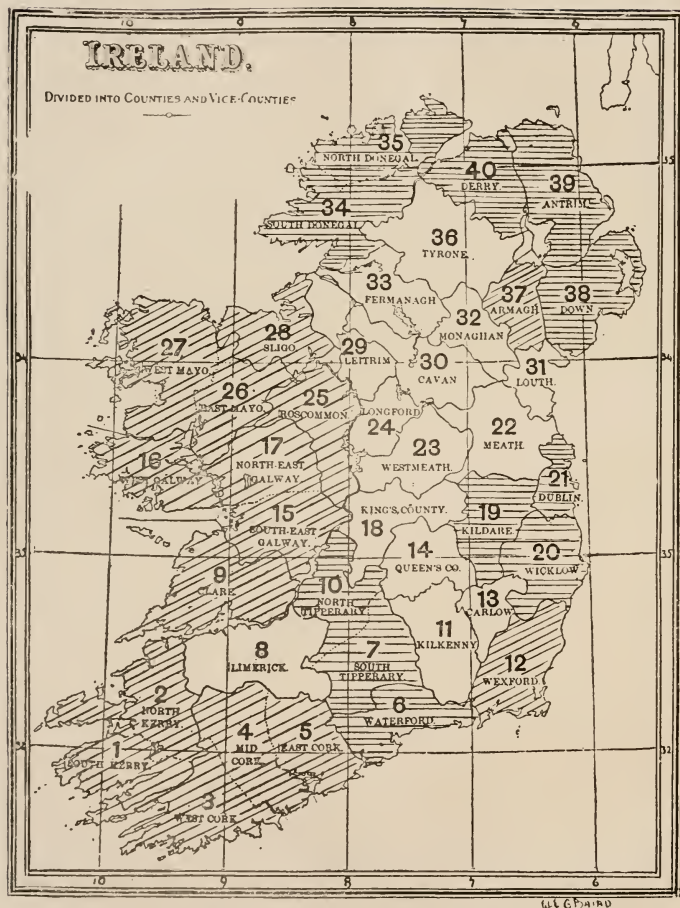 10 9 8 7 6
IRELAND.
DIVIDED INTO COUNTIES AND VICE-COUNTIES
35
NORTH DONEGAL.
40
DERRY.
39
ANTRIM.
34
SOUTH DONEGAL
36
TYRONE.
33
FERMANAGH
37
ARMAGH
38
DOWN
32
MONAGHAN
28
SLIGO.
29
LEITRIM
27
WEST MAYO.
30
CAVAN
31
LOUTH.
26
EAST MAYO.
25
ROSCOMMON.
LONGFORD
24
22
MEATH.
17
NORTH-EAST
GALWAY.
23
WESTMEATH.
16
WEST GALWAY
21
DUBLIN.
KING'S, COUNTY.
18
19
KILDARE.
15
SOUTH-EAST
GALWAY.
14
QUEEN'S CO.
20
WICKLOW
9
CLARE.
10
NORTH
TIPPERARY
13
CARLOW
11
KILKENNY
8
LIMERICK.
7
SOUTH
TIPPERARY.
12
WEXFORD
2
NORTH
KERRY.
6
WATERFORD.
4
MID
CORK.
5
EAST CORK.
1
SOUTH KERRY.
3
WEST CORK.
10 9 8 7 6